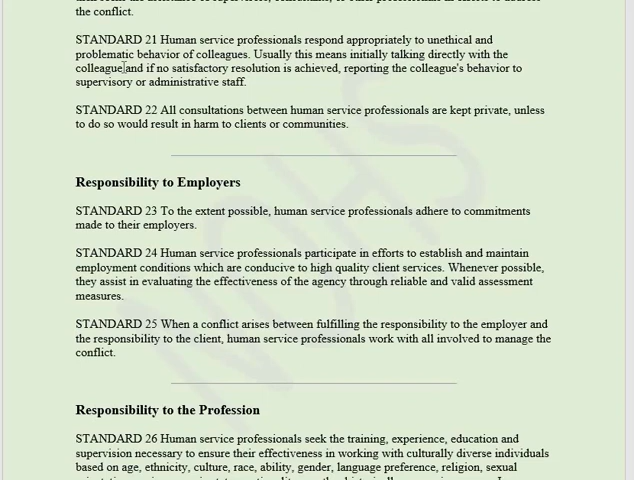 the conflict.
STANDARD 21 Human service professionals respond appropriately to unethical and
problematic behavior of colleagues. Usually this means initially talking directly with the
colleague and if no satisfactory resolution is achieved, reporting the colleague's behavior to
supervisory or administrative staff.
STANDARD 22 All consultations between human service professionals are kept private, unless
to do so would result in harm to clients or communities.
Responsibility to Employers
STANDARD 23 To the extent possible, human service professionals adhere to commitments
made to their employers.
STANDARD 24 Human service professionals participate in efforts to establish and maintain
employment conditions which are conducive to high quality client services. Whenever possible,
they assist in evaluating the effectiveness of the agency through reliable and valid assessment
measures.
STANDARD 25 When a conflict arises between fulfilling the responsibility to the employer and
the responsibility to the client, human service professionals work with all involved to manage the
conflict.
Responsibility to the Profession
STANDARD 26 Human service professionals seek the training, experience, education and
supervision necessary to ensure their effectiveness in working with culturally diverse individuals
based on age, ethnicity, culture, race, ability, gender, language preference, religion, sexual